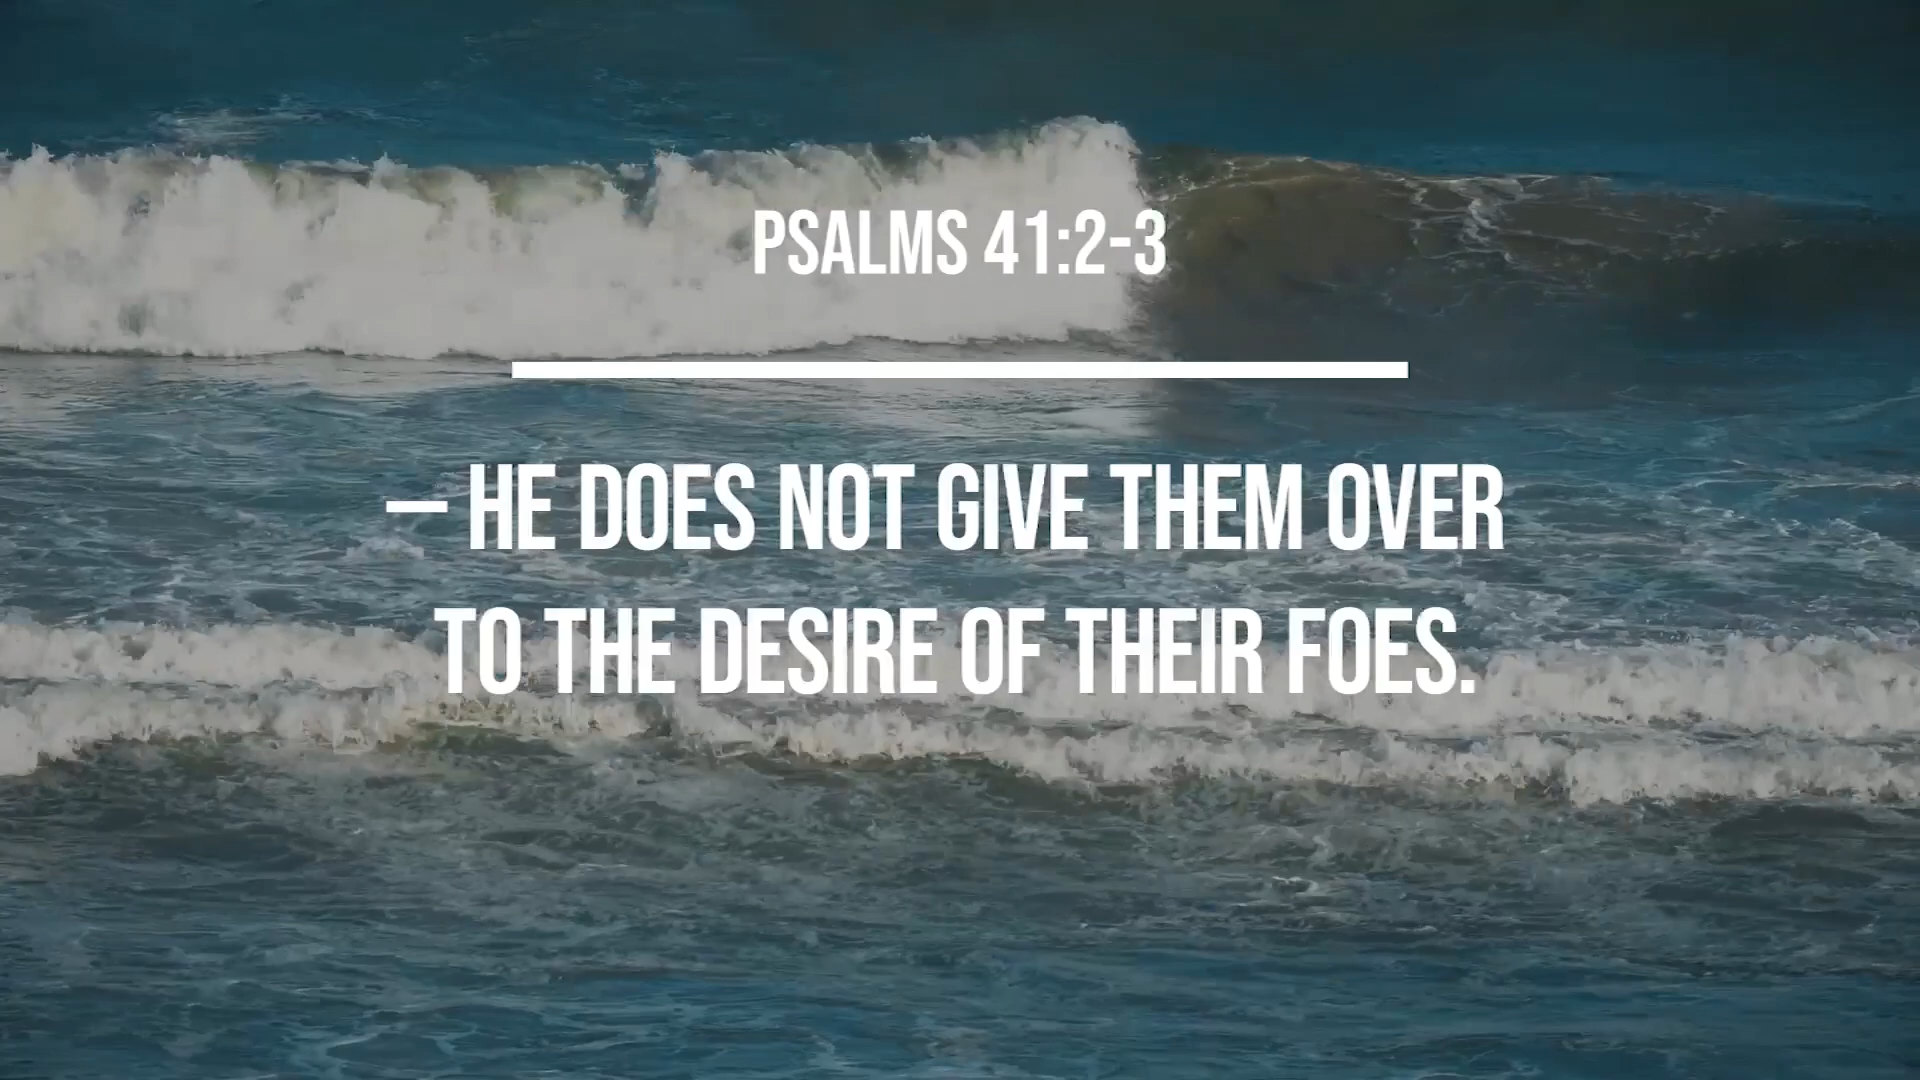 PSALMS 41:2-3
– HE DOES NOT GIVE THEM OVER
TO THE DESIRE OF THEIR FOES.